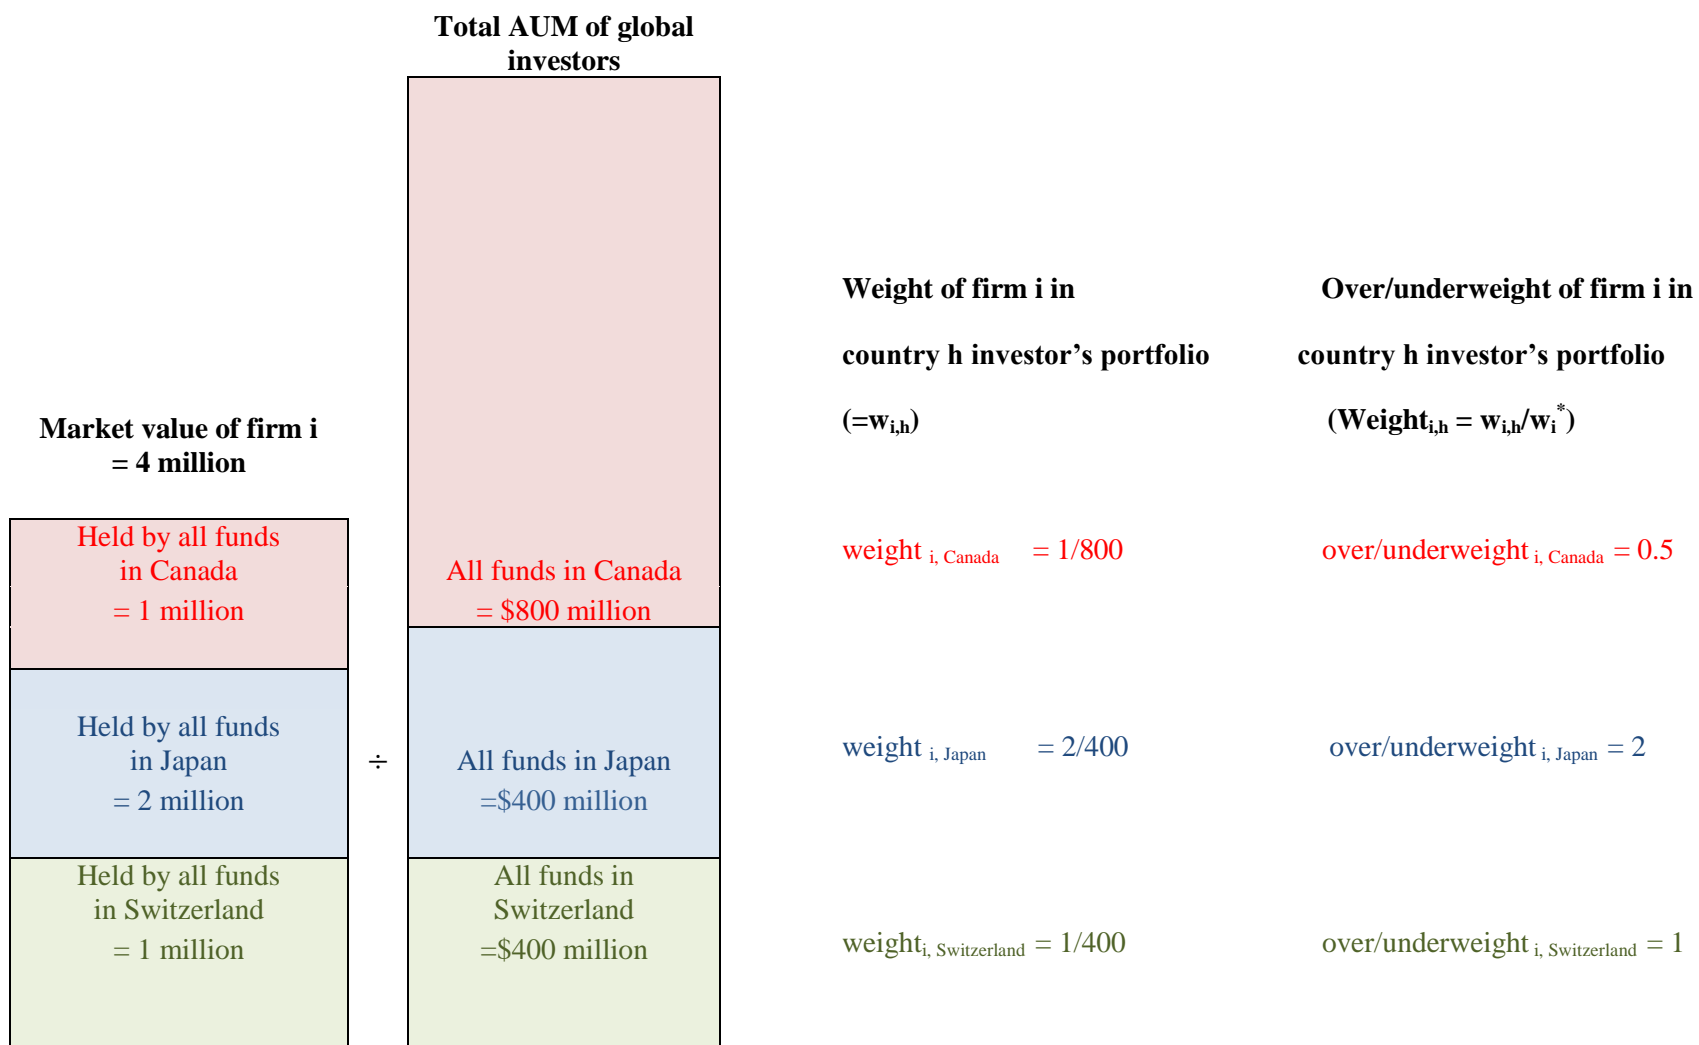 Total AUM of global
investors
Market value of firm i
= 4 million
Held by all funds
in Canada
= 1 million
Held by all funds
in Japan
= 2 million
Held by all funds
in Switzerland
= 1 million
÷
All funds in Canada
= $800 million
All funds in Japan
=$400 million
All funds in
Switzerland
=$400 million
Weight of firm i in
country h investor’s portfolio
(=wi,h)
weight i, Canada = 1/800
weight i, Japan = 2/400
weighti, Switzerland = 1/400
Over/underweight of firm i in
country h investor’s portfolio
(Weighti,h = wi,h/wi*)
over/underweight i, Canada = 0.5
over/underweight i, Japan = 2
over/underweight i, Switzerland = 1